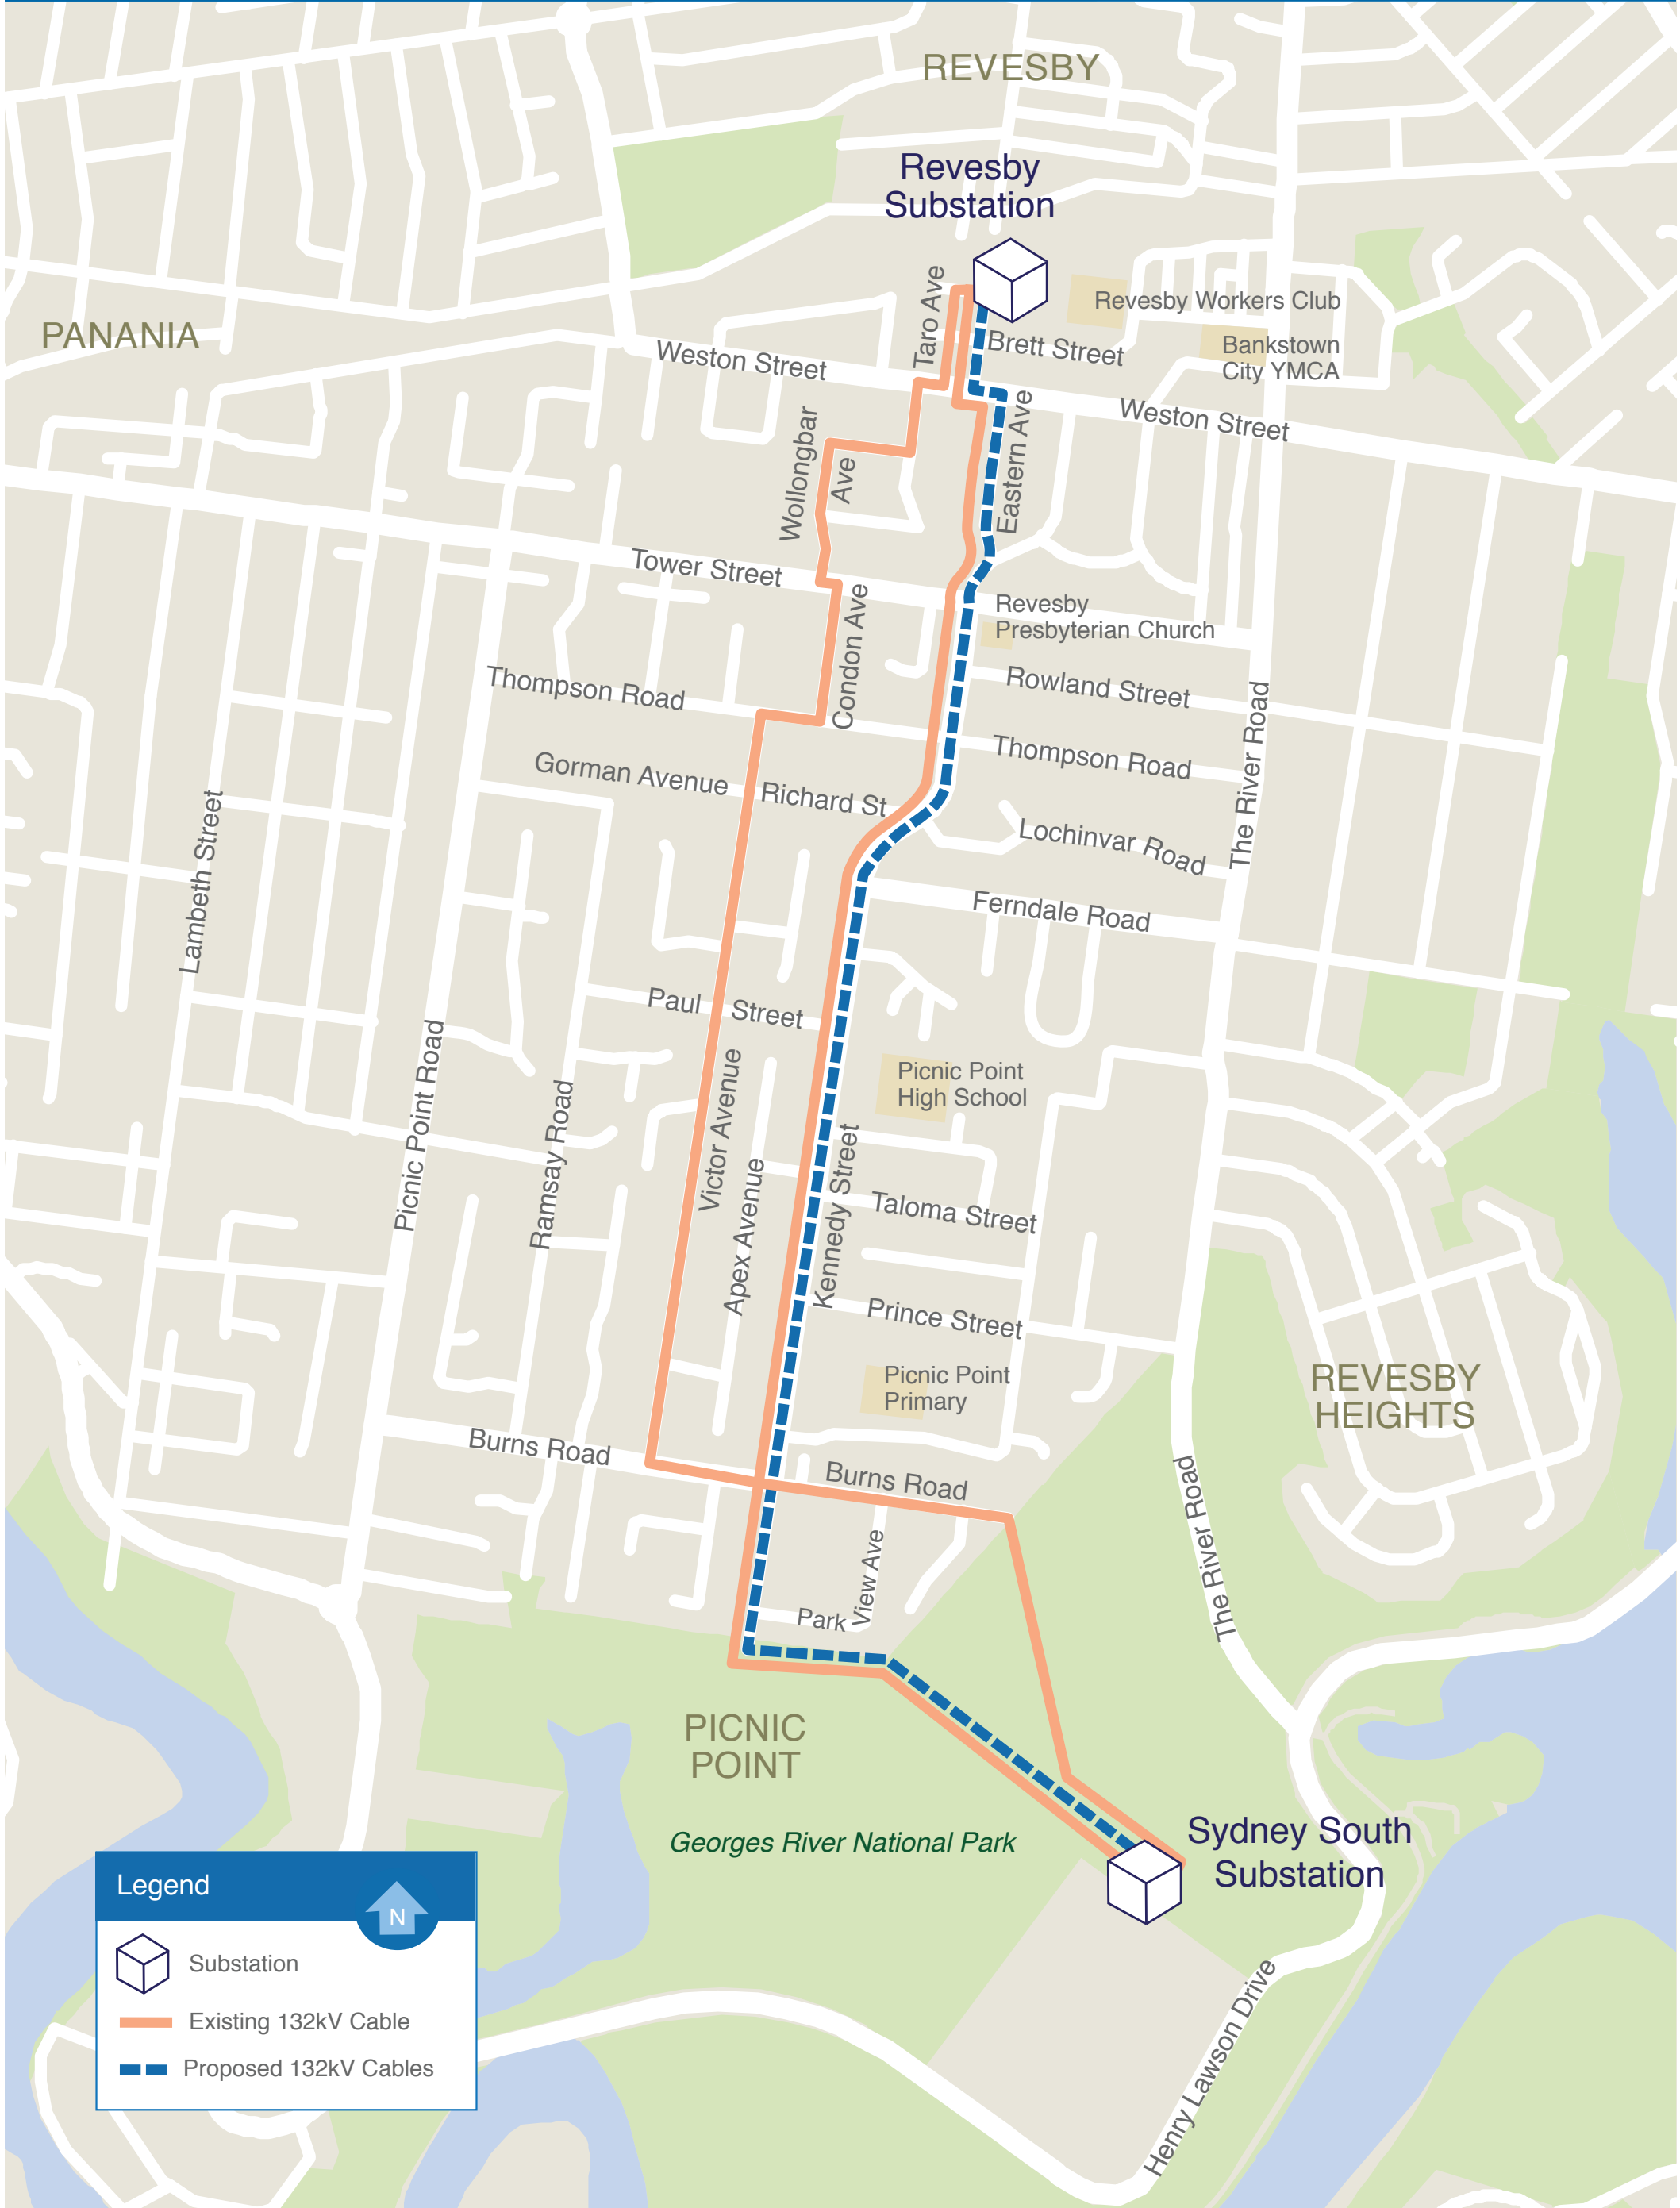 REVESBY
Revesby
Substation
Taro Ave
Revesby Workers Club
PANANIA
Brett Street
Bankstown
City YMCA
Weston Street
Weston Street
Eastern Ave
Wollongbar
Ave
Tower Street
Condon Ave
Revesby
Presbyterian Church
Thompson Road
Rowland Street
The River Road
Thompson Road
Gorman Avenue
Richard St
Lambeth Street
Lochinvar Road
Ferndale Road
Paul Street
Picnic Point Road
Ramsay Road
Victor Avenue
Picnic Point
High School
Apex Avenue
Kennedy Street
Taloma Street
Prince Street
Picnic Point
Primary
REVESBY
HEIGHTS
Burns Road
Burns Road
The River Road
View Ave
Park
PICNIC
POINT
Georges River National Park
Sydney South
Substation
Henry Lawson Drive
Legend
N
Substation
Existing 132kV Cable
Proposed 132kV Cables